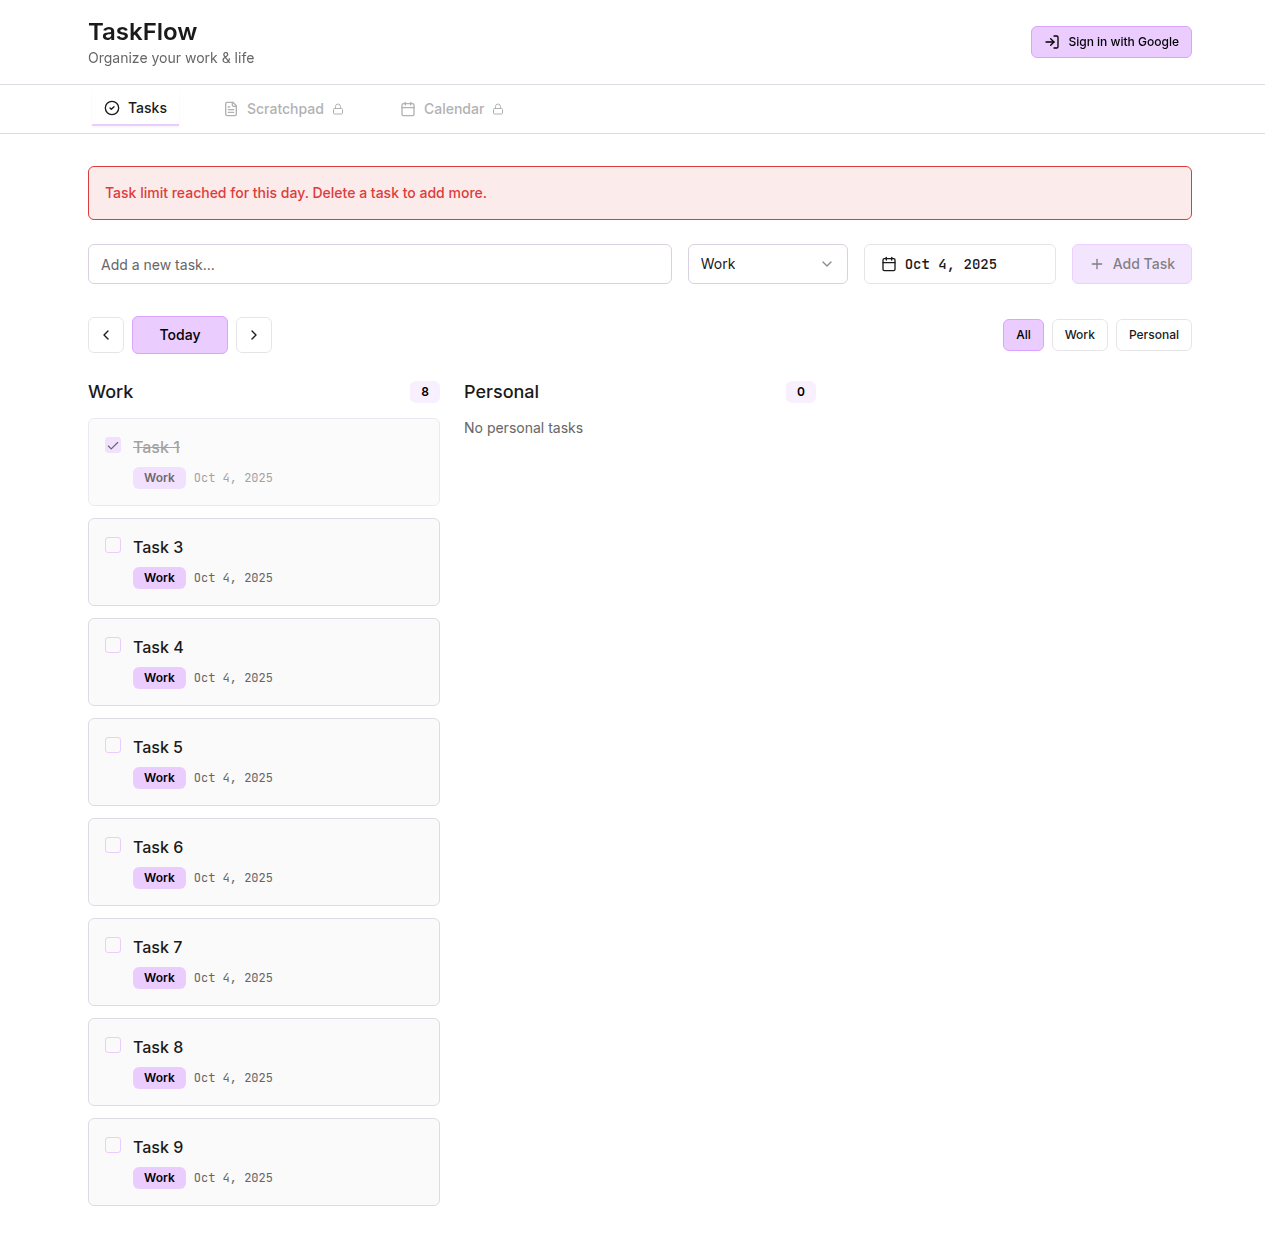 TaskFlow
Organize your work & life
Sign in with Google
Tasks
Scratchpad
Calendar
Task limit reached for this day. Delete a task to add more.
Add a new task...
Work
Oct 4, 2025
Add Task
Today
All
Work
Personal
Work
8
Task 1
Work Oct 4, 2025
Task 3
Work Oct 4, 2025
Task 4
Work Oct 4, 2025
Task 5
Work Oct 4, 2025
Task 6
Work Oct 4, 2025
Task 7
Work Oct 4, 2025
Task 8
Work Oct 4, 2025
Task 9
Work Oct 4, 2025
Personal
0
No personal tasks